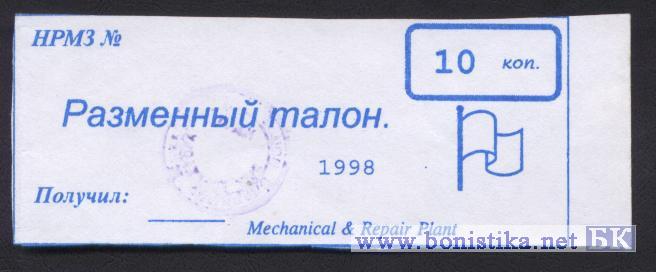 НРМЗ №
10 коп.
Разменный талон.
1998
Получил:
Mechanical & Repair Plant
www.bonistika.net БК